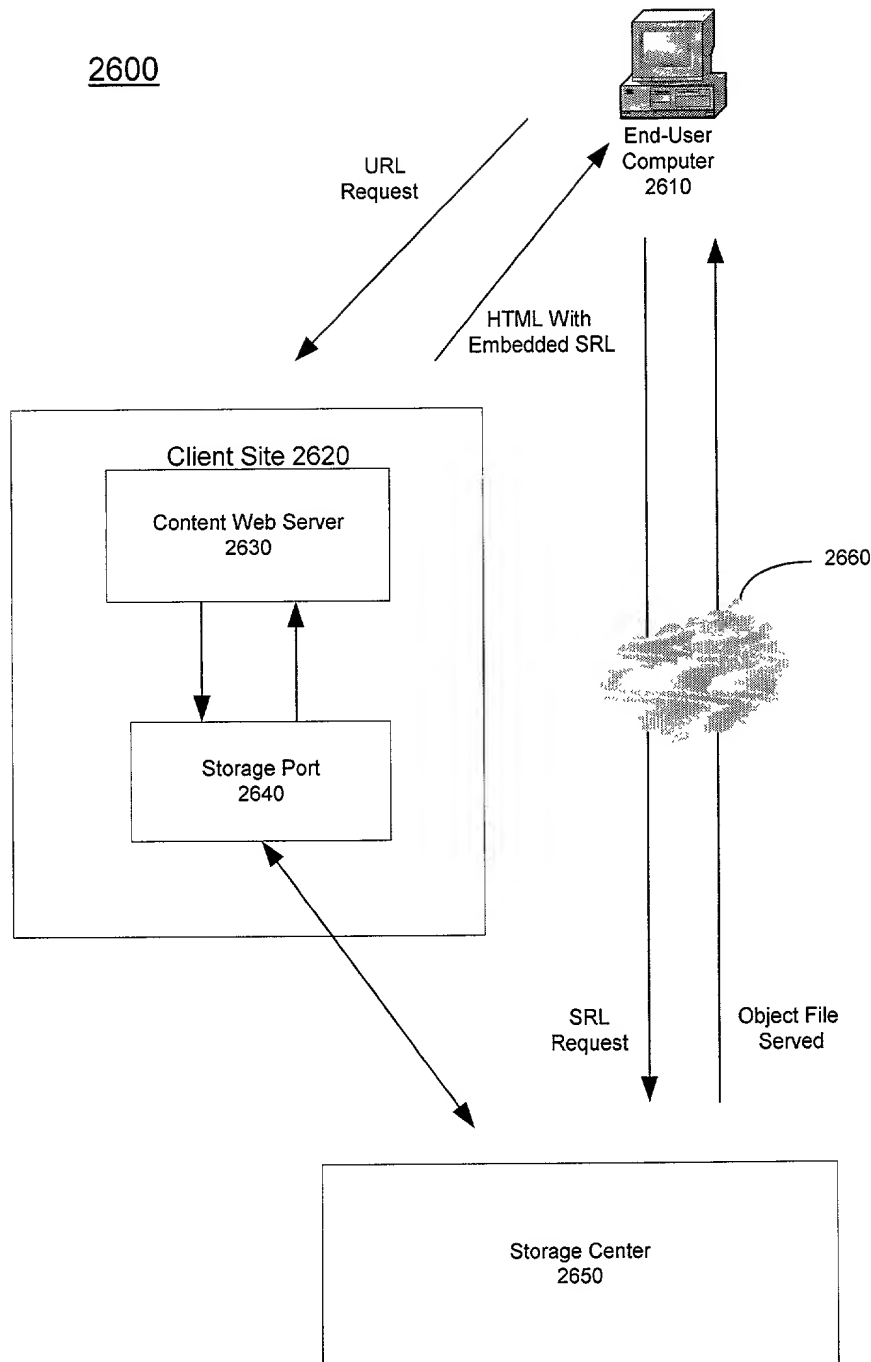 2600
End-User
Computer
2610
URL
Request
HTML With
Embedded SRL
Client Site 2620
Content Web Server
2630
2660
Storage Port
2640
SRL
Request
Object File
Served
Storage Center
2650